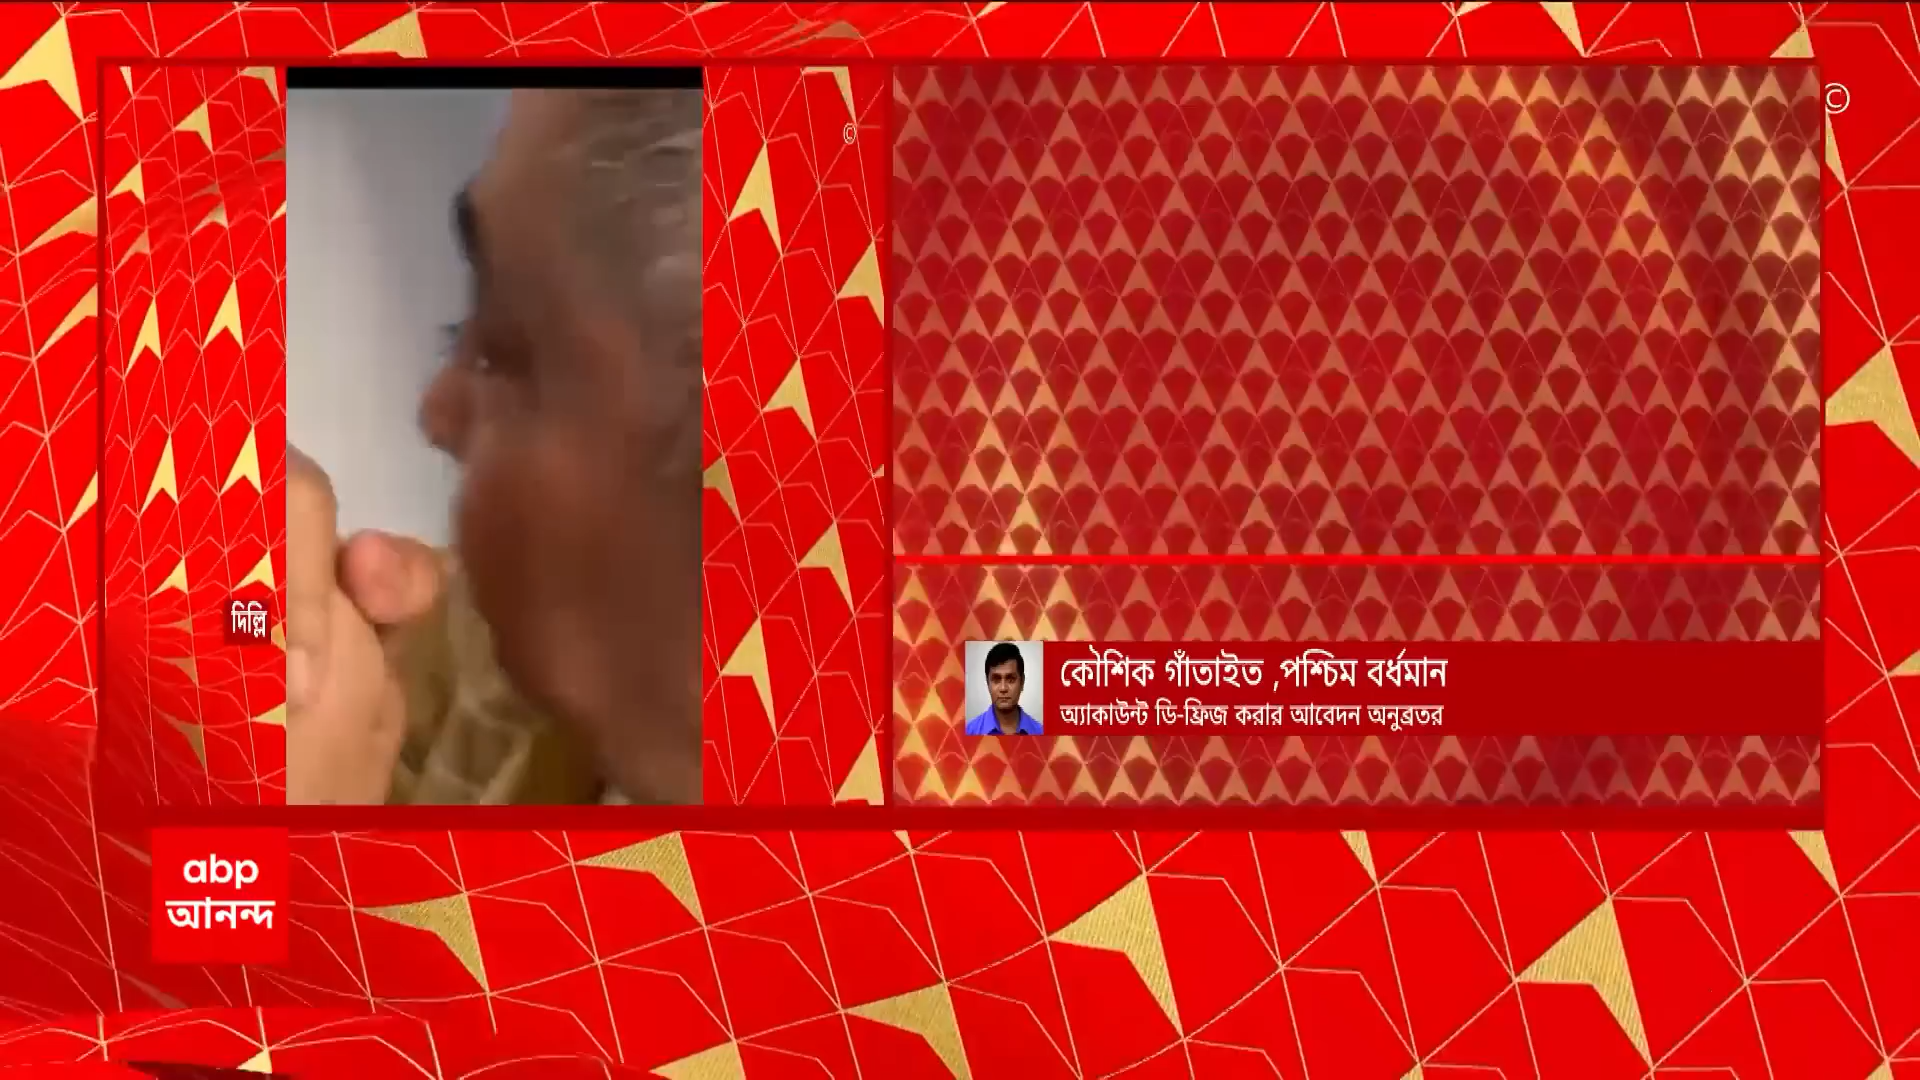 ©
©
দিল্লি
কৌশিক গাঁতাইত ,পশ্চিম বর্ধমান
অ্যাকাউন্ট ডি-ফ্রিজ করার আবেদন অনুব্রতর
abp
আনন্দ